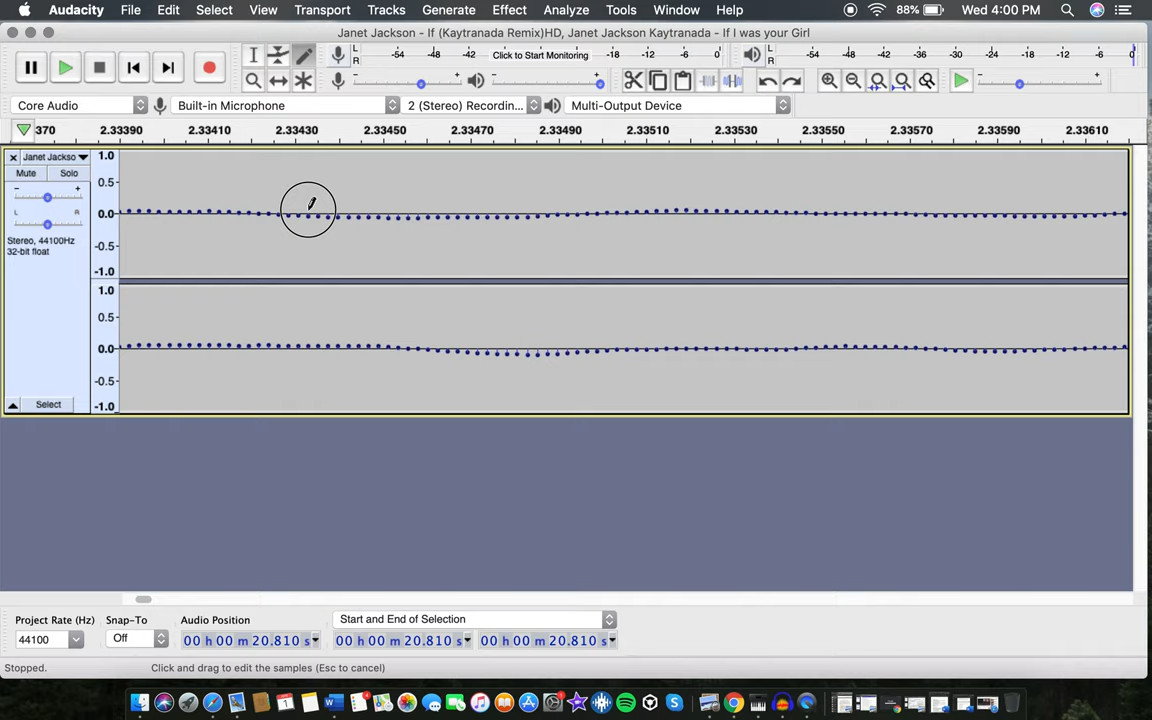 Audacity File Edit Select View Transport Tracks Generate Effect Analyze Tools Window Help 88% Wed 4:00 PM
Janet Jackson - If (Kaytranada Remix)HD, Janet Jackson Kaytranada - If I was your Girl
L R -54 -48 -42 Click to Start Monitoring -12 -6 0 L R -54 -48 -42 -36 -30 -24 -18 -12 -6 0
- + - + - +
Core Audio Built-in Microphone 2 (Stereo) Recordin... Multi-Output Device
370 2.33390 2.33410 2.33430 2.33450 2.33470 2.33490 2.33510 2.33530 2.33550 2.33570 2.33590 2.33610
Janet Jackso 1.0
Mute Solo
- + 0.5
L R 0.0
Stereo, 44100Hz -0.5
32-bit float
-1.0
1.0
0.5
0.0
-0.5
Select -1.0
Project Rate (Hz) Snap-To Audio Position Start and End of Selection
44100 Off 00 h 00 m 20.810 s 00 h 00 m 20.810 s 00 h 00 m 20.810 s
Stopped. Click and drag to edit the samples (Esc to cancel)